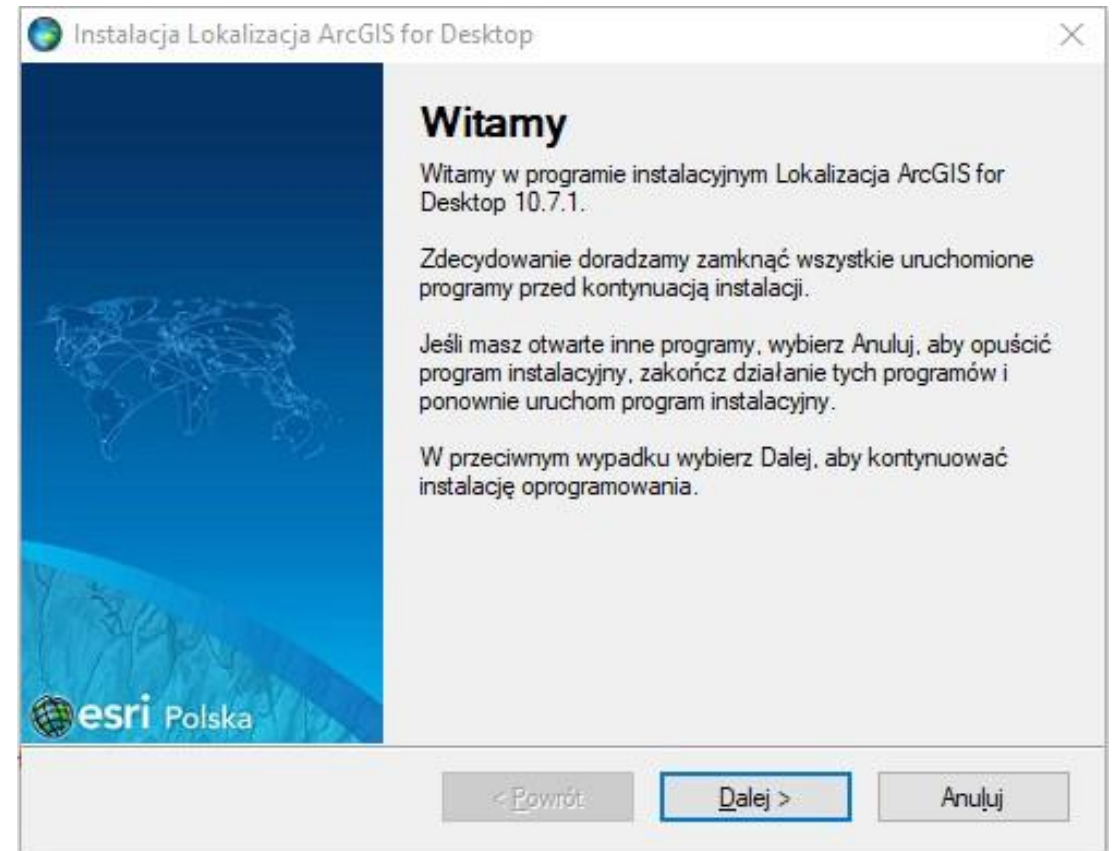 Instalacja Lokalizacja ArcGIS for Desktop
Witamy
Witamy w programie instalacyjnym Lokalizacja ArcGIS for
Desktop 10.7.1.
Zdecydowanie doradzamy zamknąć wszystkie uruchomione
programy przed kontynuacją instalacji.
Jeśli masz otwarte inne programy, wybierz Anuluj, aby opuścić
program instalacyjny, zakończ działanie tych programów i
ponownie uruchom program instalacyjny.
W przeciwnym wypadku wybierz Dalej, aby kontynuować
instalację oprogramowania.
esri Polska
< Powrót
Dalej >
Anuluj